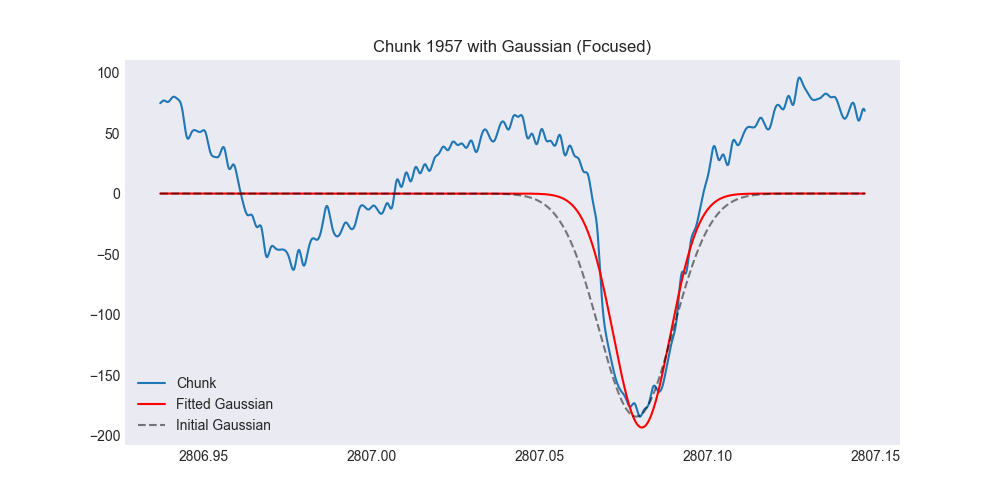 Chunk 1957 with Gaussian (Focused)
100
50
0
−50
−100
−150
−200
Chunk
Fitted Gaussian
Initial Gaussian
2806.95 2807.00 2807.05 2807.10 2807.15